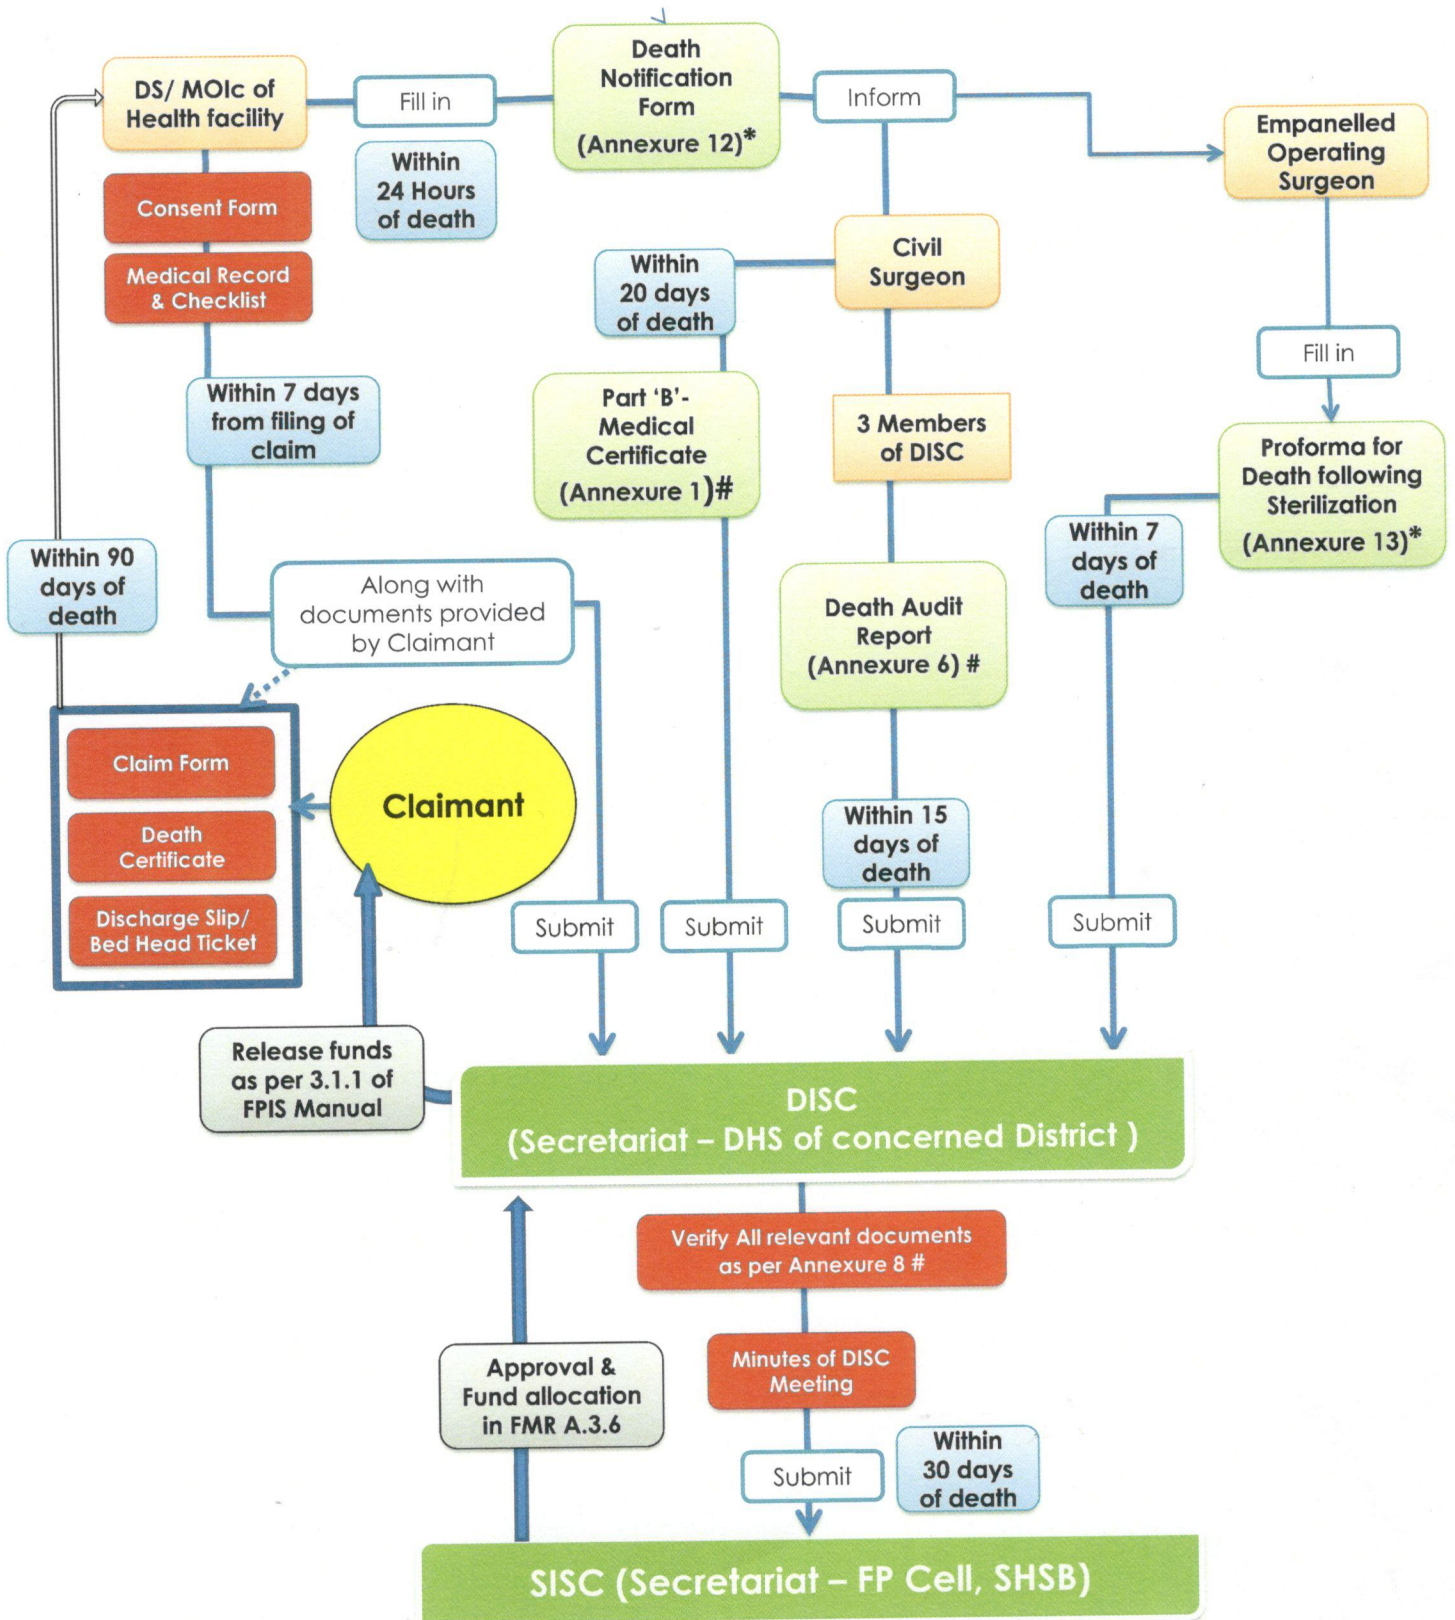 DS/ MOIc of
Health facility
Fill in
Death
Notification
Form
(Annexure 12)*
Inform
Empanelled
Operating
Surgeon
Within
24 Hours
of death
Consent Form
Medical Record
& Checklist
Civil
Surgeon
Within
20 days
of death
Fill in
Within 7 days
from filing of
claim
Part ‘B’-
Medical
Certificate
(Annexure 1)#
3 Members
of DISC
Proforma for
Death following
Sterilization
(Annexure 13)*
Within 7
days of
death
Within 90
days of
death
Along with
documents provided
by Claimant
Death Audit
Report
(Annexure 6) #
Claim Form
Death
Certificate
Discharge Slip/
Bed Head Ticket
Claimant
Within 15
days of
death
Submit
Submit
Submit
Submit
Release funds
as per 3.1.1 of
FPIS Manual
DISC
(Secretariat – DHS of concerned District )
Verify All relevant documents
as per Annexure 8 #
Minutes of DISC
Meeting
Approval &
Fund allocation
in FMR A.3.6
Submit
Within
30 days
of death
SISC (Secretariat – FP Cell, SHSB)